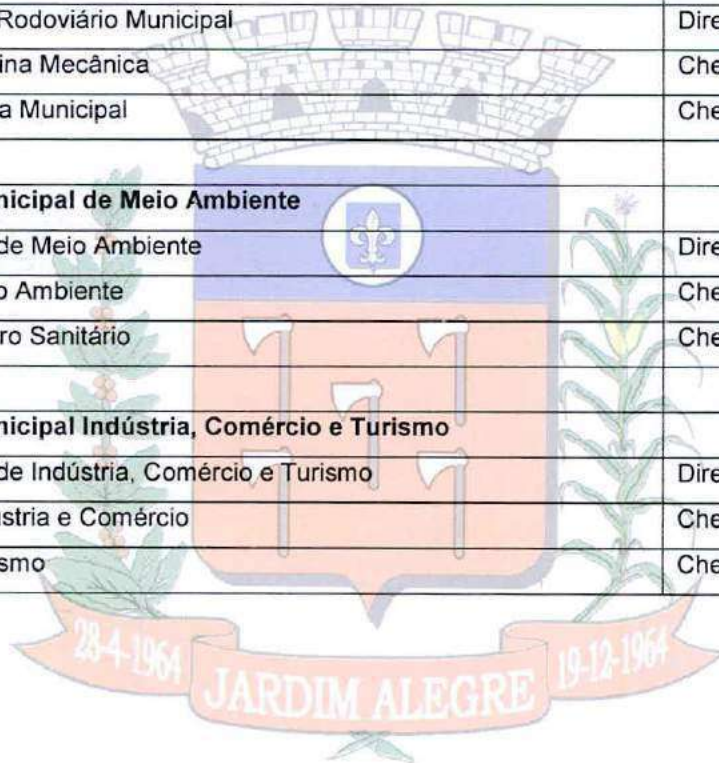 Rodoviário Municipal Dire
ina Mecânica Che
a Municipal Che
nicipal de Meio Ambiente
de Meio Ambiente Dire
o Ambiente Che
ro Sanitário Che
nicipal Indústria, Comércio e Turismo
de Indústria, Comércio e Turismo Dire
ústria e Comércio Che
smo Che
28-4-1964 JARDIM ALEGRE 19-12-1964